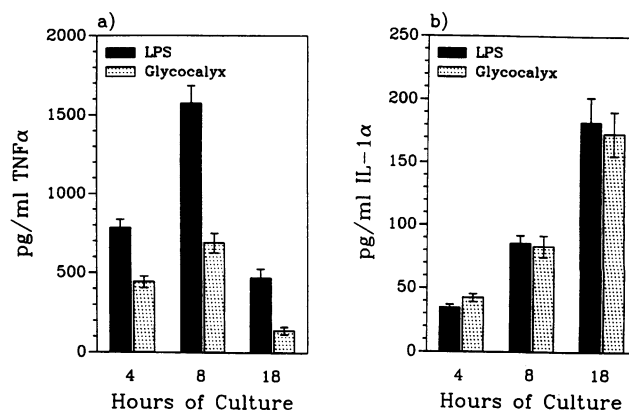 a)
pg/ml TNFα
2000
1500
1000
500
0
LPS
Glycocalyx
4 8 18
Hours of Culture
b)
pg/ml IL-1α
250
200
150
100
50
0
LPS
Glycocalyx
4 8 18
Hours of Culture